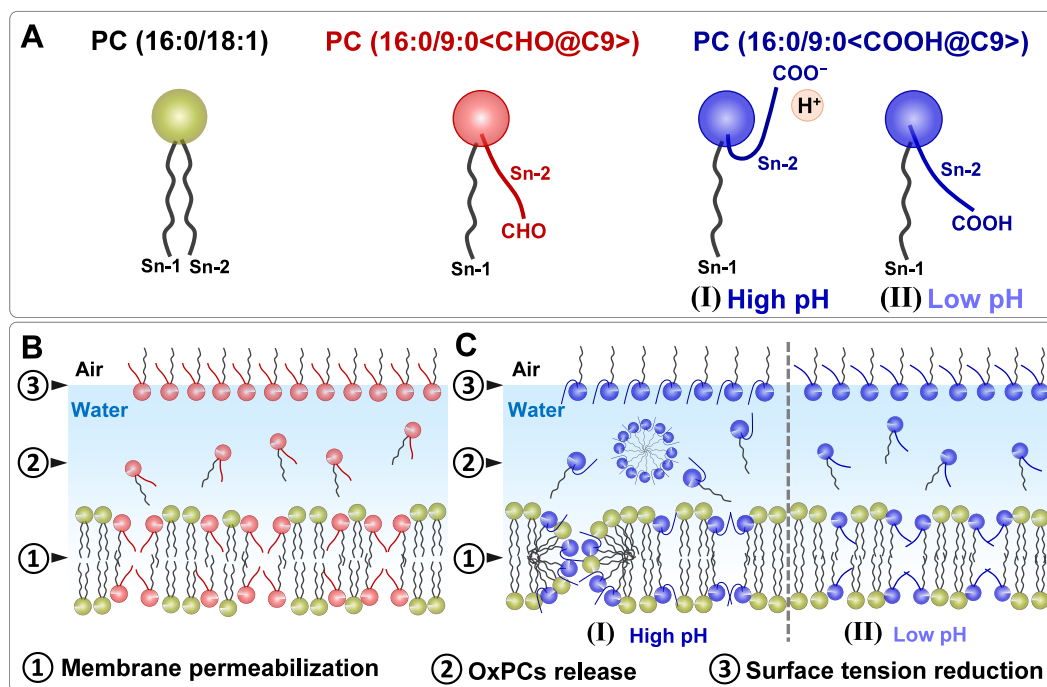 A
PC (16:0/18:1)
PC (16:0/9:0<CHO@C9>)
PC (16:0/9:0<COOH@C9>)
COO⁻
H⁺
Sn-2
Sn-2
Sn-2
CHO
COOH
Sn-1 Sn-2
Sn-1
Sn-1
Sn-1
(I) High pH
(II) Low pH
B
Air
③
Water
②
①
C
Air
③
Water
②
①
(I) High pH
(II) Low pH
① Membrane permeabilization
② OxPCs release
③ Surface tension reduction